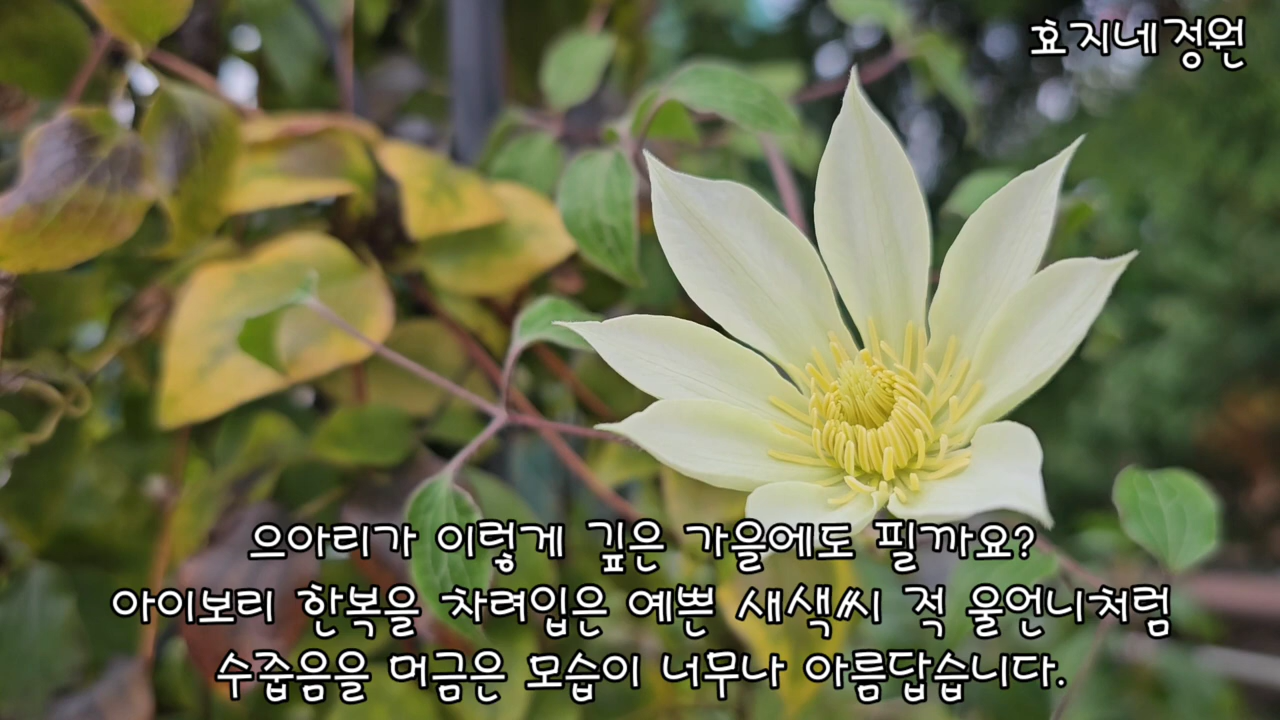 효지네정원
으아리가 이렇게 깊은 가을에도 필까요?
아이보리 한복을 차려입은 예쁜 새색씨 적 울언니처럼
수줍음을 머금은 모습이 너무나 아름답습니다.